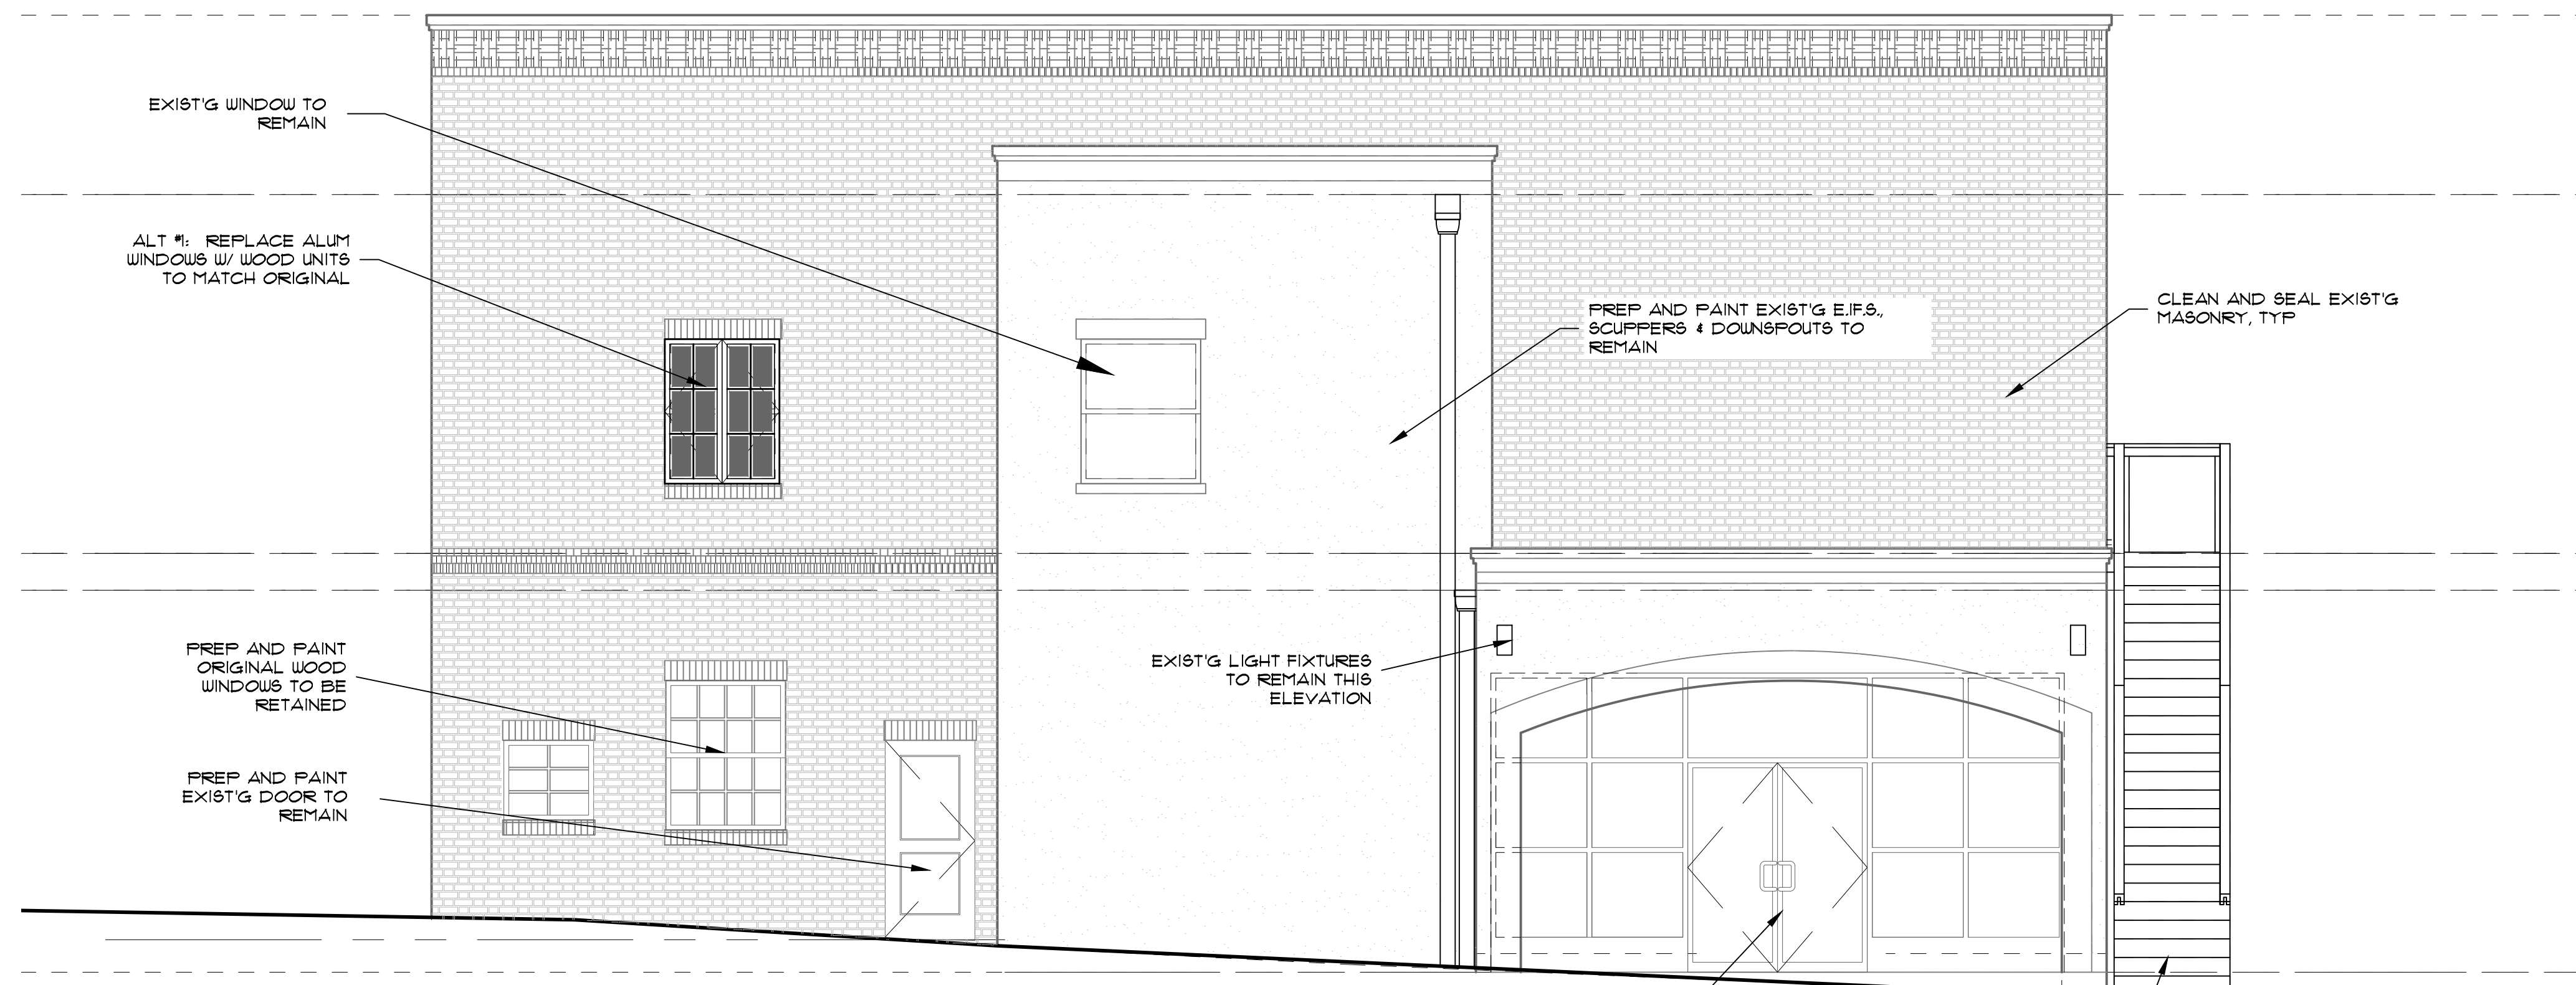 EXIST'G WINDOW TO
REMAIN
ALT #1: REPLACE ALUM
WINDOWS W/ WOOD UNITS
TO MATCH ORIGINAL
PREP AND PAINT EXIST'G E.I.F.S.,
SCUPPERS & DOWNSPOUTS TO
REMAIN
CLEAN AND SEAL EXIST'G
MASONRY, TYP
PREP AND PAINT
ORIGINAL WOOD
WINDOWS TO BE
RETAINED
EXIST'G LIGHT FIXTURES
TO REMAIN THIS
ELEVATION
PREP AND PAINT
EXIST'G DOOR TO
REMAIN